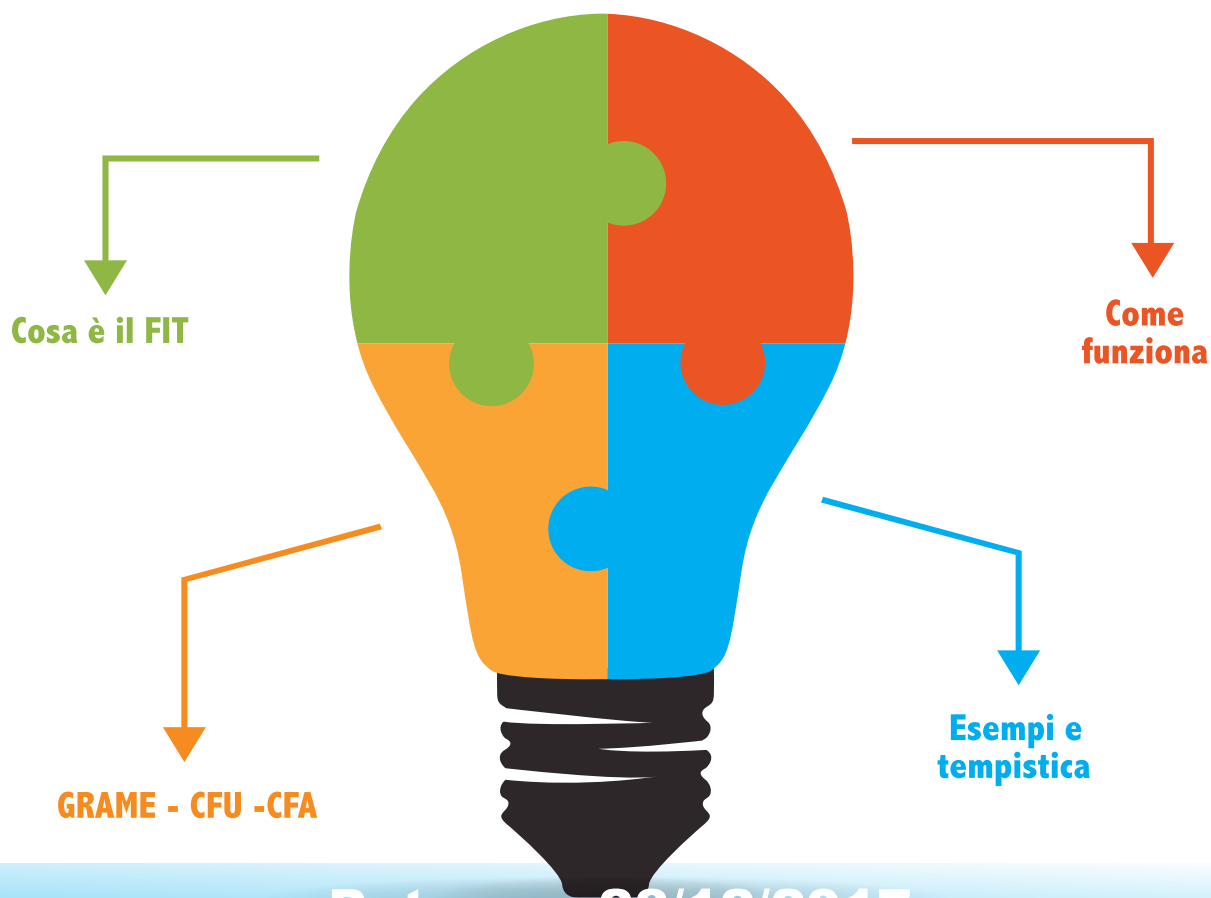 Cosa è il FIT
Come
funziona
GRAME - CFU -CFA
Esempi e
tempistica